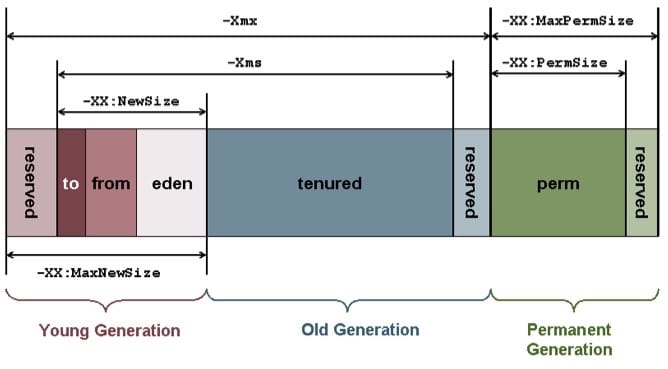 -Xmx
-XX:MaxPermSize
-Xms
-XX:PermSize
-XX:NewSize
reserved
to
from
eden
tenured
reserved
perm
reserved
-XX:MaxNewSize
Young Generation
Old Generation
Permanent
Generation